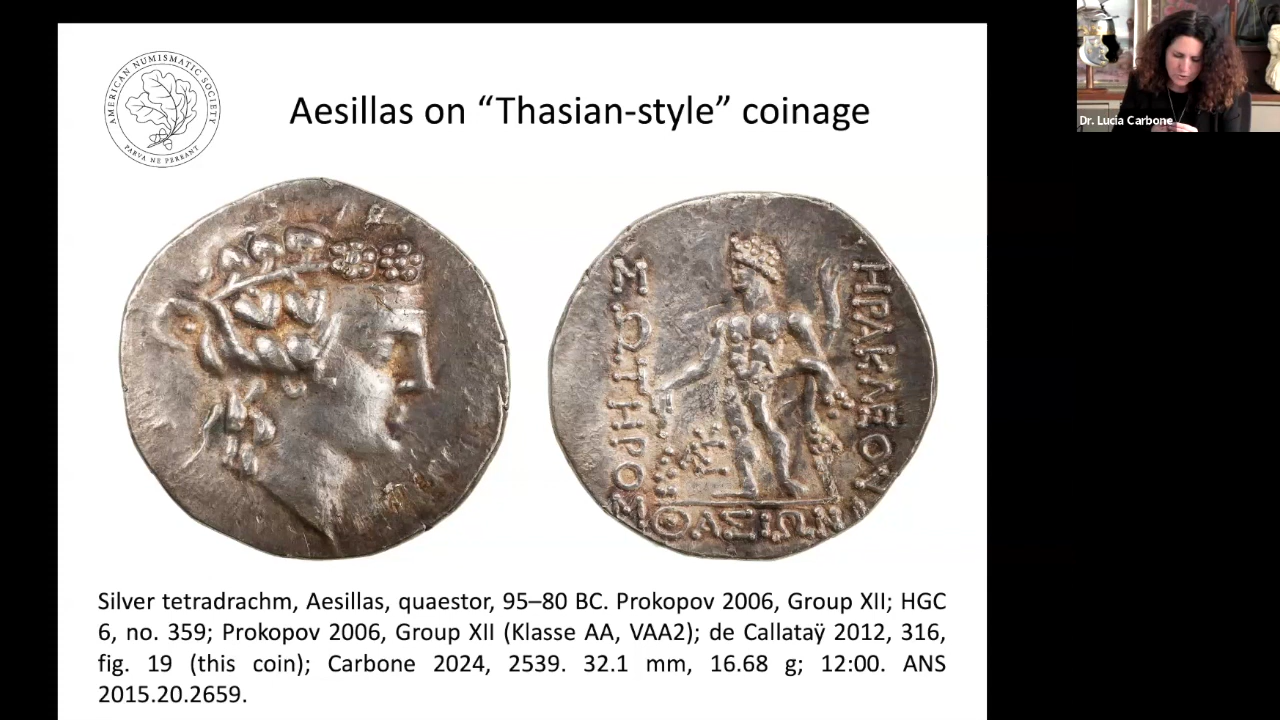 AMERICAN NUMISMATIC SOCIETY
PARVA NE PEREANT
Aesillas on “Thasian-style” coinage
Dr. Lucia Carbone
ΗΡΑΚΛΕΟΥ
ΣΩΤΗΡΟΣ
ΘΑΣΙΩΝ
Silver tetradrachm, Aesillas, quaestor, 95–80 BC. Prokopov 2006, Group XII; HGC
6, no. 359; Prokopov 2006, Group XII (Klasse AA, VAA2); de Callataÿ 2012, 316,
fig. 19 (this coin); Carbone 2024, 2539. 32.1 mm, 16.68 g; 12:00. ANS
2015.20.2659.